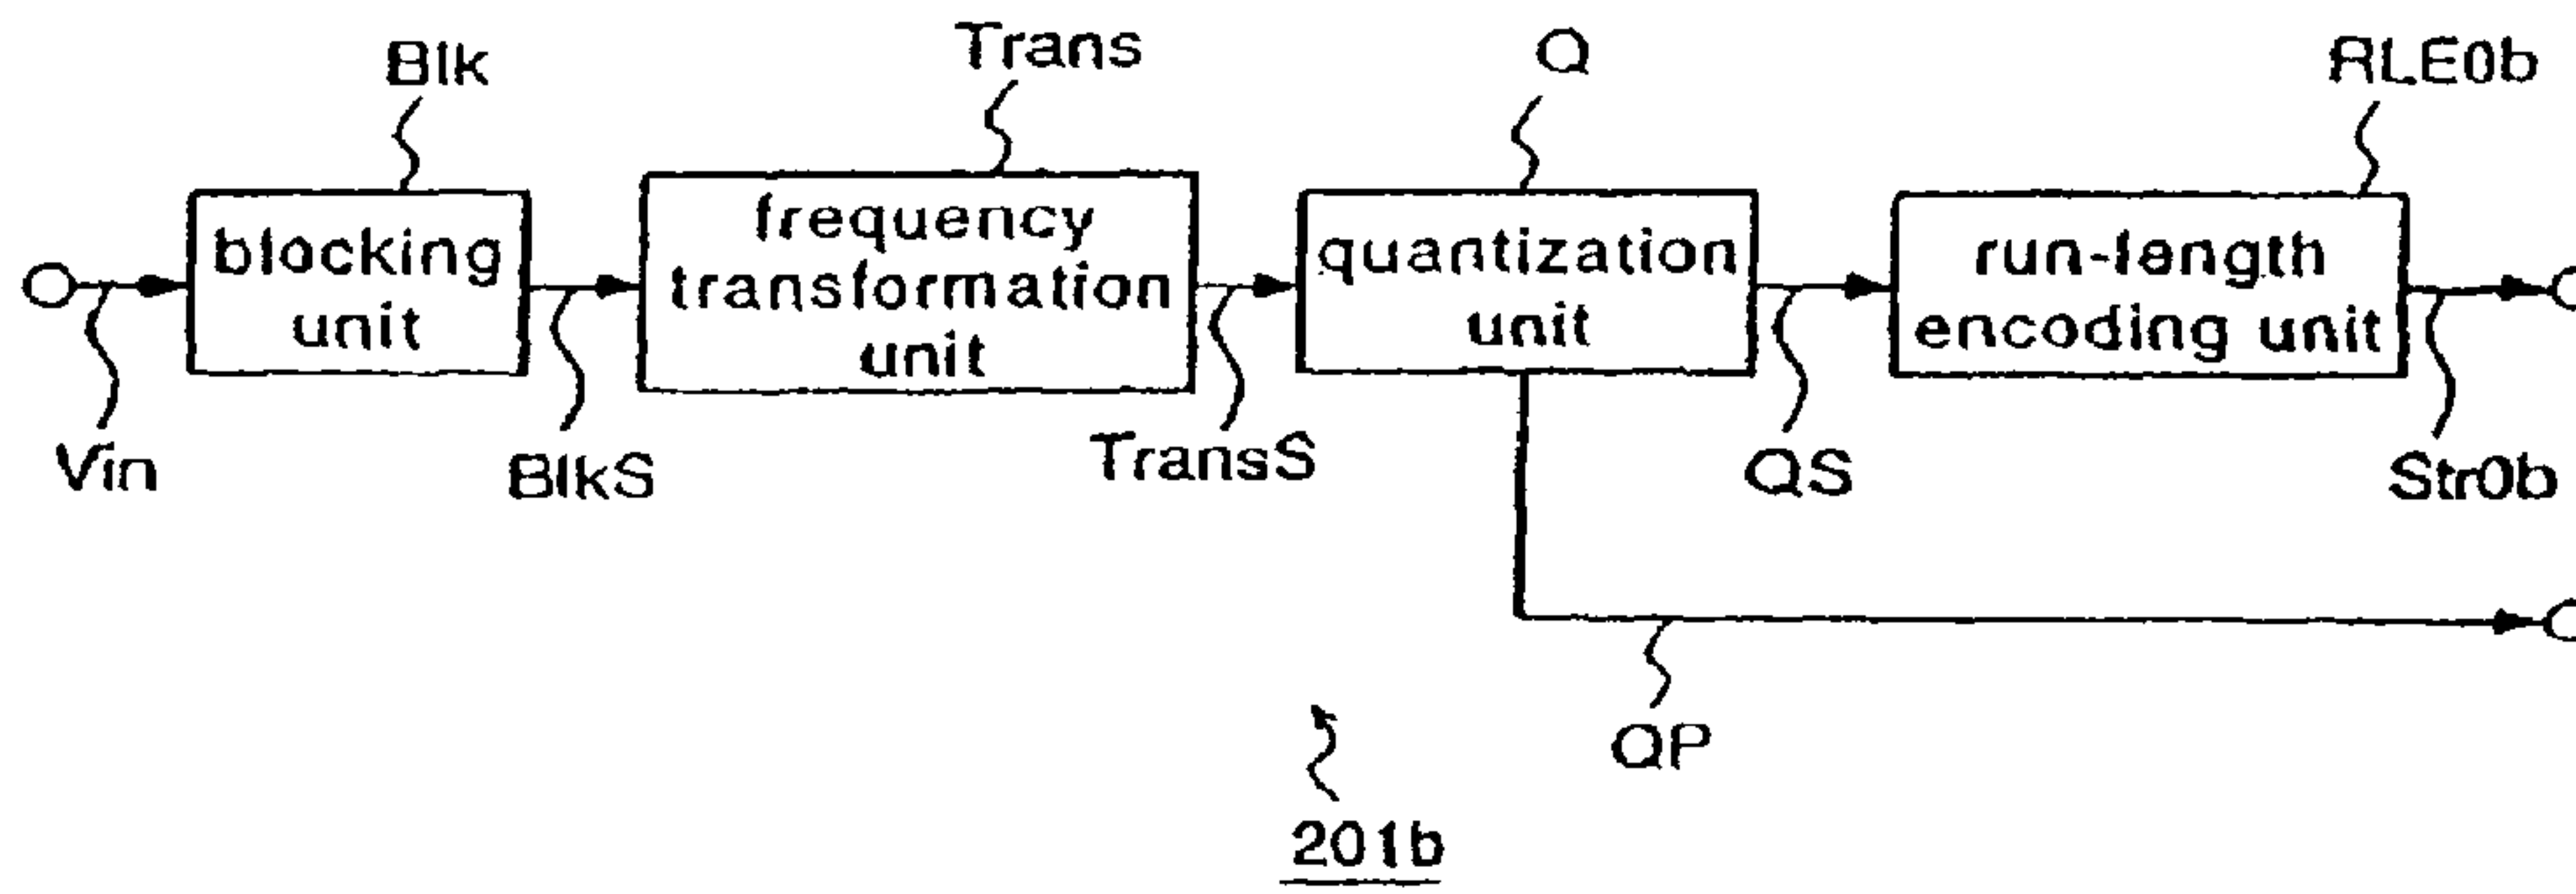 Blk
Trans
Q
RLE0b
blocking
unit
frequency
transformation
unit
quantization
unit
run-length
encoding unit
Vin
BlkS
TransS
QS
Str0b
QP
201b